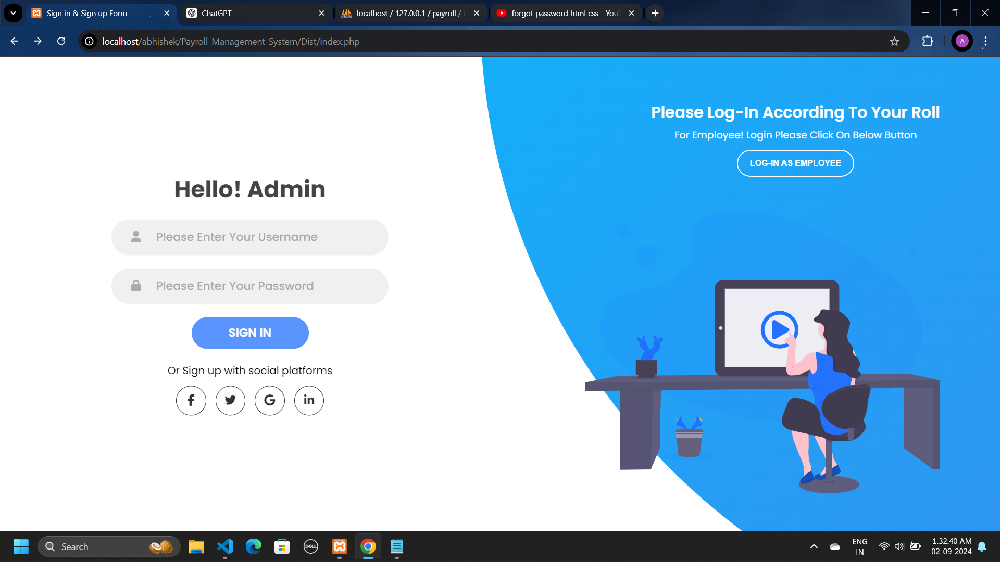 Sign in & Sign up Form
ChatGPT
localhost / 127.0.0.1 / payroll /
forgot password html css - You
localhost/abhishek/Payroll-Management-System/Dist/index.php
A
Please Log-In According To Your Roll
For Employee! Login Please Click On Below Button
LOG-IN AS EMPLOYEE
Hello! Admin
Please Enter Your Username
Please Enter Your Password
SIGN IN
Or Sign up with social platforms
Search
DELL
ENG
IN
1.32.40 AM
02-09-2024